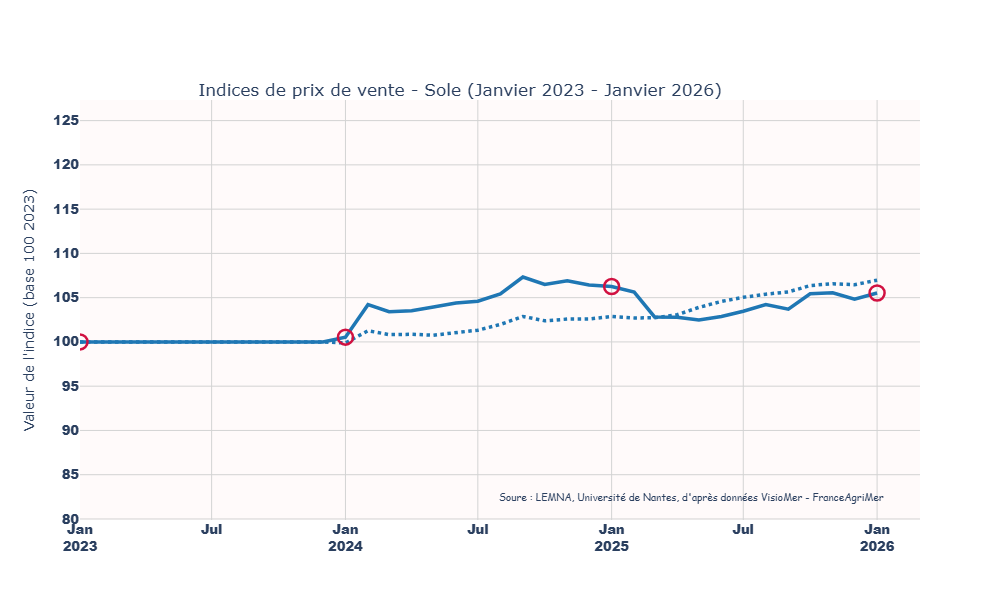 Indices de prix de vente - Sole (Janvier 2023 - Janvier 2026)
Valeur de l'indice (base 100 2023)
125
120
115
110
105
100
95
90
85
80
Soure : LEMNA, Université de Nantes, d'après données VisioMer - FranceAgriMer
Jan Jul Jan Jul Jan Jul Jan
2023 2024 2025 2026